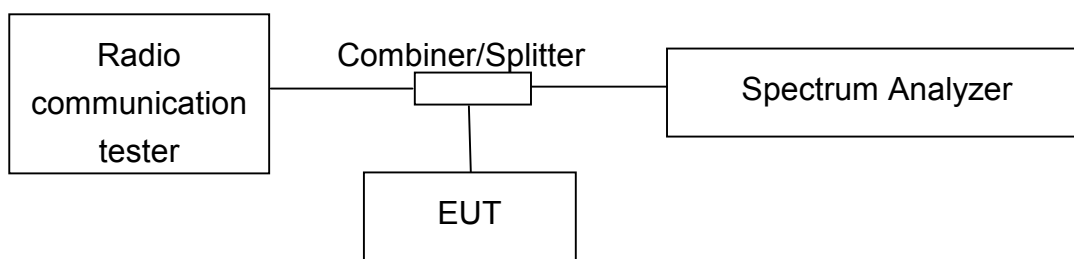 Radio
communication
tester
Combiner/Splitter
Spectrum Analyzer
EUT